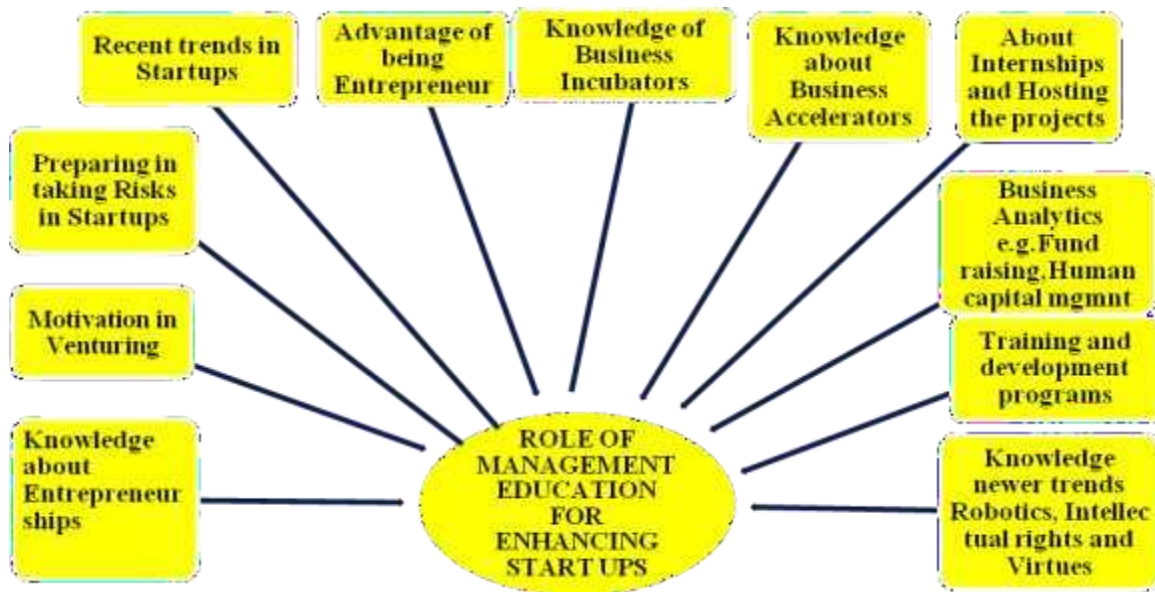 Recent trends in
Startups
Advantage of
being
Entrepreneur
Knowledge of
Business
Incubators
Knowledge
about
Business
Accelerators
About
Internships
and Hosting
the projects
Preparing in
taking Risks
in Startups
Business
Analytics
e.g.Fund
raising,Human
capital mgmnt
Motivation in
Venturing
Training and
development
programs
Knowledge
about
Entrepreneur
ships
ROLE OF
MANAGEMENT
EDUCATION
FOR
ENHANCING
START UPS
Knowledge
newer trends
Robotics, Intellec
tual rights and
Virtues